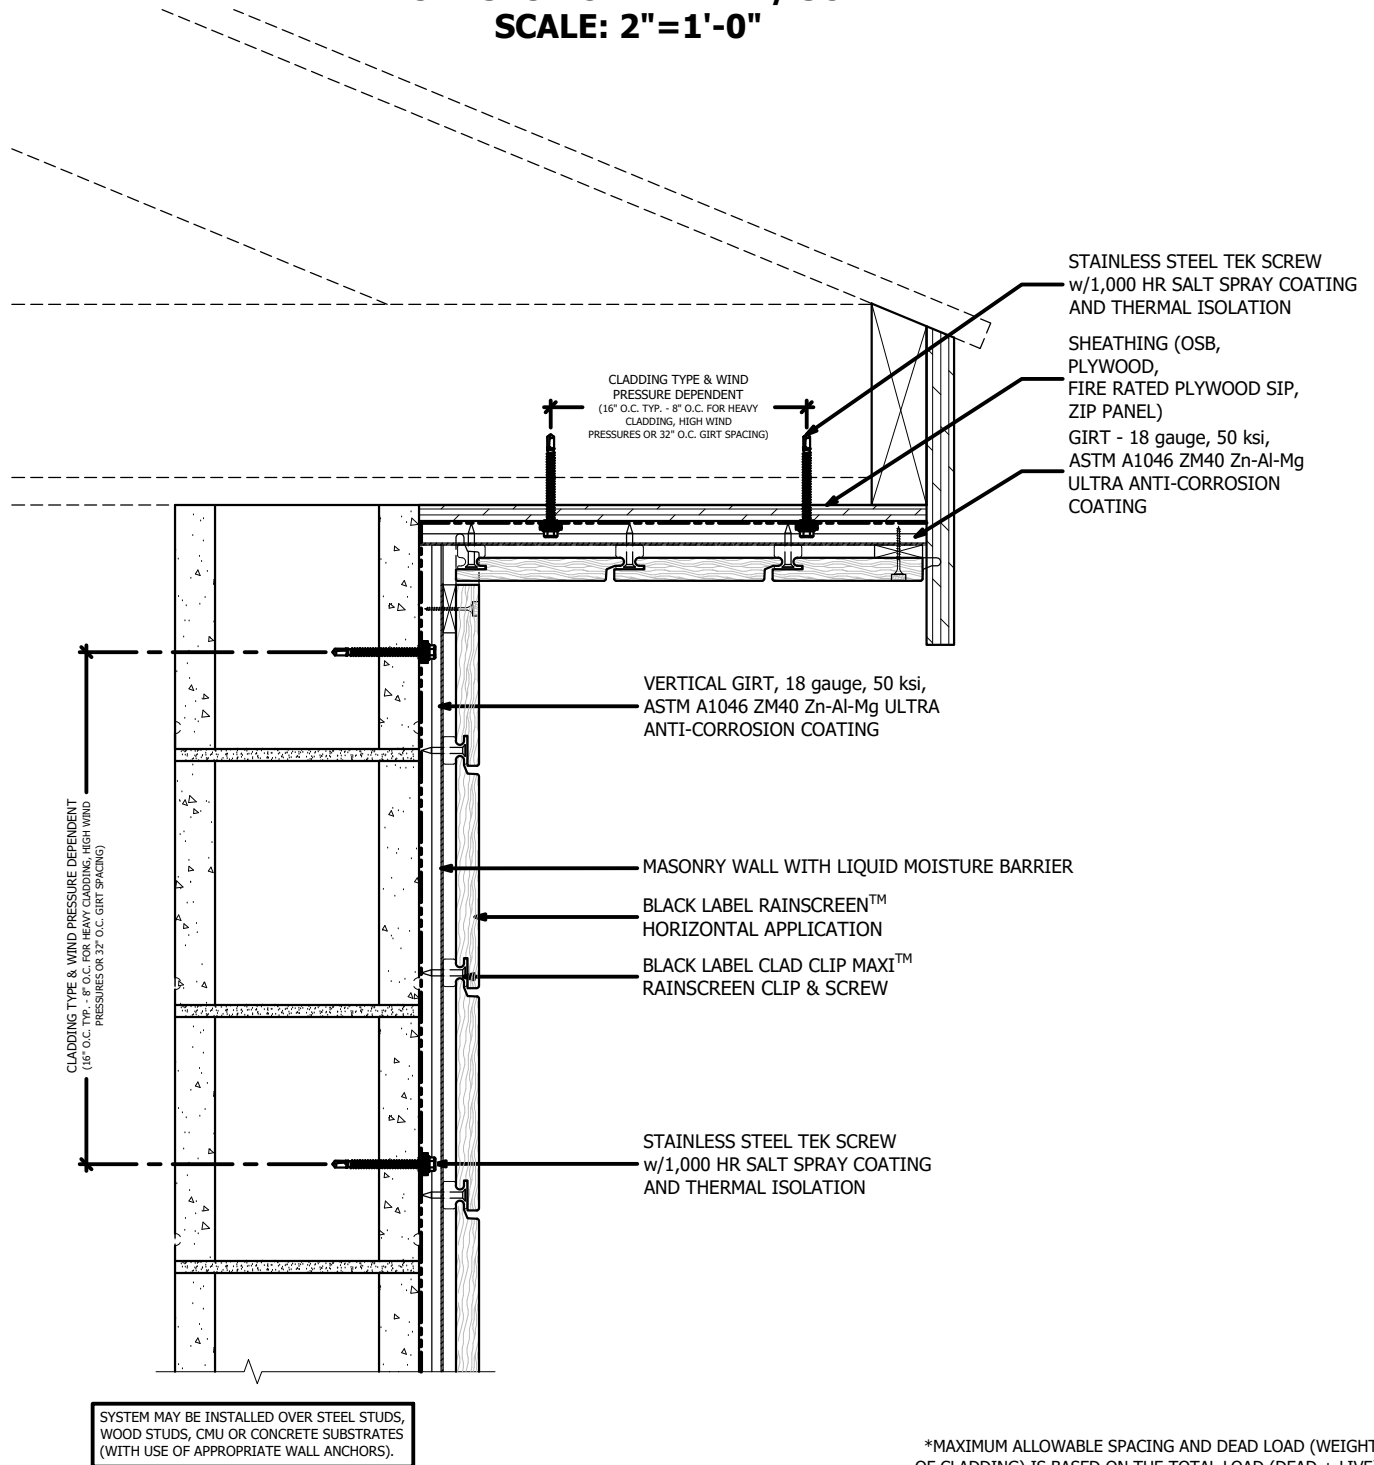 SCALE: 2"=1'-0"
STAINLESS STEEL TEK SCREW
w/1,000 HR SALT SPRAY COATING
AND THERMAL ISOLATION
SHEATHING (OSB,
PLYWOOD,
FIRE RATED PLYWOOD SIP,
ZIP PANEL)
GIRT - 18 gauge, 50 ksi,
ASTM A1046 ZM40 Zn-Al-Mg
ULTRA ANTI-CORROSION
COATING
CLADDING TYPE & WIND
PRESSURE DEPENDENT
(16" O.C. TYP. - 8" O.C. FOR HEAVY
CLADDING, HIGH WIND
PRESSURES OR 32" O.C. GIRT SPACING)
VERTICAL GIRT, 18 gauge, 50 ksi,
ASTM A1046 ZM40 Zn-Al-Mg ULTRA
ANTI-CORROSION COATING
CLADDING TYPE & WIND PRESSURE DEPENDENT
(16" O.C. TYP. - 8" O.C. FOR HEAVY CLADDING, HIGH WIND
PRESSURES OR 32" O.C. GIRT SPACING)
MASONRY WALL WITH LIQUID MOISTURE BARRIER
BLACK LABEL RAINSCREEN™
HORIZONTAL APPLICATION
BLACK LABEL CLAD CLIP MAXI™
RAINSCREEN CLIP & SCREW
STAINLESS STEEL TEK SCREW
w/1,000 HR SALT SPRAY COATING
AND THERMAL ISOLATION
SYSTEM MAY BE INSTALLED OVER STEEL STUDS,
WOOD STUDS, CMU OR CONCRETE SUBSTRATES
(WITH USE OF APPROPRIATE WALL ANCHORS).
*MAXIMUM ALLOWABLE SPACING AND DEAD LOAD (WEIGHT
OF CLADDING) IS BASED ON THE TOTAL LOAD (DEAD + LIVE)